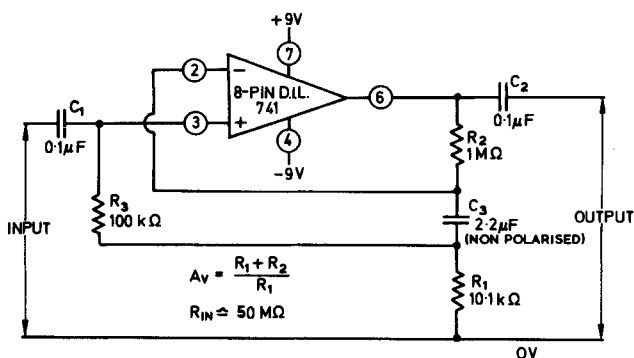 +9V
7
2
8-PIN D.I.L.
741
6
3
4
-9V
C1
0·1µF
C2
0·1µF
R2
1MΩ
R3
100 kΩ
C3
2·2µF
(NON POLARISED)
INPUT
OUTPUT
AV = R1 + R2 / R1
RIN ≏ 50 MΩ
R1
10·1kΩ
0V